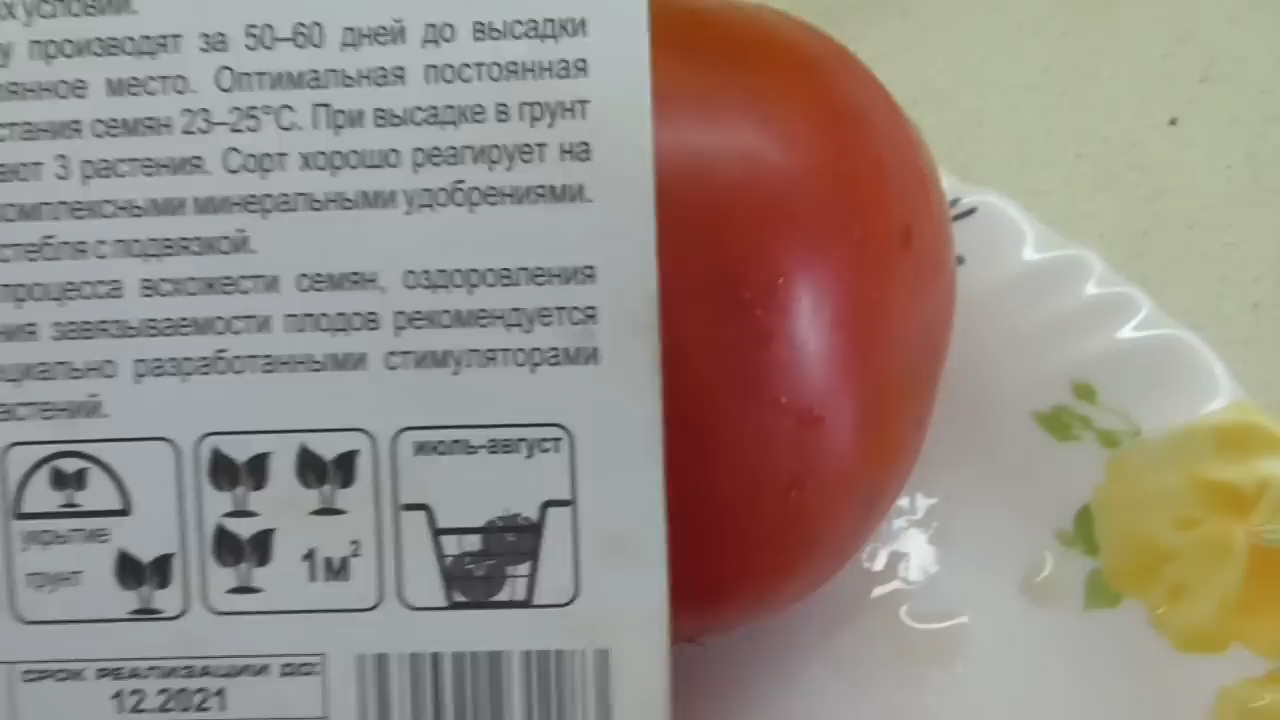 х условий.
у производят за 50–60 дней до высадки
янное место. Оптимальная постоянная
стания семян 23–25°С. При высадке в грунт
ают 3 растения. Сорт хорошо реагирует на
комплексными минеральными удобрениями.
стебля с подвязкой.
процесса всхожести семян, оздоровления
ния завязываемости плодов рекомендуется
циально разработанными стимуляторами
астений.
июль-август
укрытие
грунт
1м²
СРОК РЕАЛИЗАЦИИ ДО:
12.2021